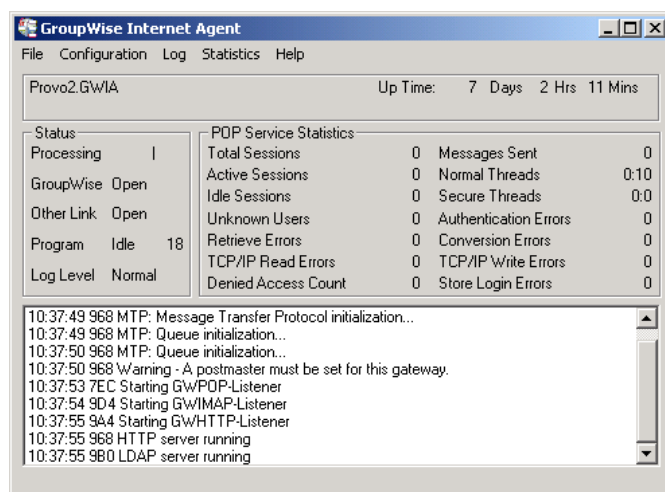 GroupWise Internet Agent
File Configuration Log Statistics Help
Provo2.GWIA Up Time: 7 Days 2 Hrs 11 Mins
Status
Processing |
GroupWise Open
Other Link Open
Program Idle 18
Log Level Normal
POP Service Statistics
Total Sessions 0 Messages Sent 0
Active Sessions 0 Normal Threads 0:10
Idle Sessions 0 Secure Threads 0:0
Unknown Users 0 Authentication Errors 0
Retrieve Errors 0 Conversion Errors 0
TCP/IP Read Errors 0 TCP/IP Write Errors 0
Denied Access Count 0 Store Login Errors 0
10:37:49 968 MTP: Message Transfer Protocol initialization...
10:37:49 968 MTP: Queue initialization...
10:37:50 968 MTP: Queue initialization...
10:37:50 968 Warning - A postmaster must be set for this gateway.
10:37:53 7EC Starting GWPOP-Listener
10:37:54 9D4 Starting GWIMAP-Listener
10:37:55 9A4 Starting GWHTTP-Listener
10:37:55 968 HTTP server running
10:37:55 9B0 LDAP server running